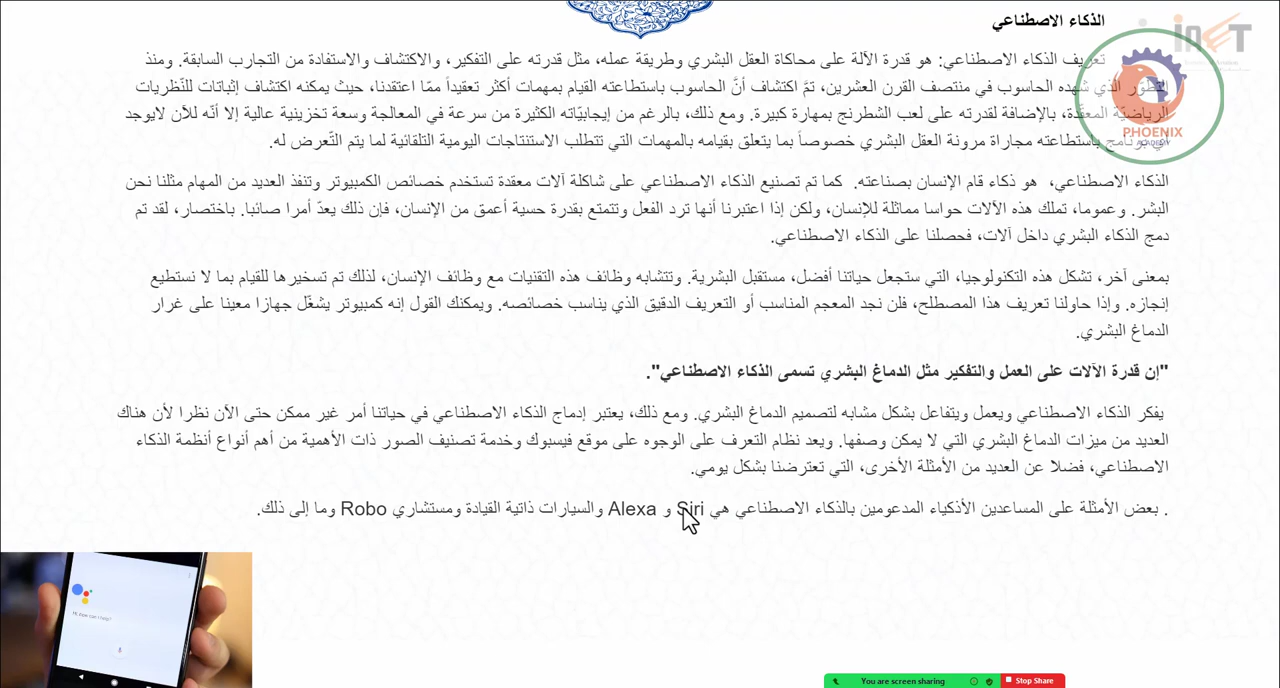 الذكاء الاصطناعي
iNeT
تعريف الذكاء الاصطناعي: هو قدرة الآلة على محاكاة العقل البشري وطريقة عمله، مثل قدرته على التفكير، والاكتشاف والاستفادة من التجارب السابقة. ومنذ
التطور الذي شهده الحاسوب في منتصف القرن العشرين، تمَّ اكتشاف أنَّ الحاسوب باستطاعته القيام بمهمات أكثر تعقيداً ممّا اعتقدنا، حيث يمكنه اكتشاف إثباتات للنّظريات
الرياضيّة المعقّدة، بالإضافة لقدرته على لعب الشطرنج بمهارة كبيرة. ومع ذلك، بالرغم من إيجابيّاته الكثيرة من سرعة في المعالجة وسعة تخزينية عالية إلا أنّه للآن لايوجد
أي برنامج باستطاعته مجاراة مرونة العقل البشري خصوصاً بما يتعلق بقيامه بالمهمات التي تتطلب الاستنتاجات اليومية التلقائية لما يتم التّعرض له.
PHOENIX
ACADEMY
الذكاء الاصطناعي، هو ذكاء قام الإنسان بصناعته. كما تم تصنيع الذكاء الاصطناعي على شاكلة آلات معقدة تستخدم خصائص الكمبيوتر وتنفذ العديد من المهام مثلنا نحن
البشر. وعموما، تملك هذه الآلات حواسا مماثلة للإنسان، ولكن إذا اعتبرنا أنها ترد الفعل وتتمتع بقدرة حسية أعمق من الإنسان، فإن ذلك يعدّ أمرا صائبا. باختصار، لقد تم
دمج الذكاء البشري داخل آلات، فحصلنا على الذكاء الاصطناعي.
بمعنى آخر، تشكل هذه التكنولوجيا، التي ستجعل حياتنا أفضل، مستقبل البشرية. وتتشابه وظائف هذه التقنيات مع وظائف الإنسان، لذلك تم تسخيرها للقيام بما لا نستطيع
إنجازه. وإذا حاولنا تعريف هذا المصطلح، فلن نجد المعجم المناسب أو التعريف الدقيق الذي يناسب خصائصه. ويمكنك القول إنه كمبيوتر يشغّل جهازا معينا على غرار
الدماغ البشري.
"إن قدرة الآلات على العمل والتفكير مثل الدماغ البشري تسمى الذكاء الاصطناعي".
يفكر الذكاء الاصطناعي ويعمل ويتفاعل بشكل مشابه لتصميم الدماغ البشري. ومع ذلك، يعتبر إدماج الذكاء الاصطناعي في حياتنا أمر غير ممكن حتى الآن نظرا لأن هناك
العديد من ميزات الدماغ البشري التي لا يمكن وصفها. ويعد نظام التعرف على الوجوه على موقع فيسبوك وخدمة تصنيف الصور ذات الأهمية من أهم أنواع أنظمة الذكاء
الاصطناعي، فضلا عن العديد من الأمثلة الأخرى، التي تعترضنا بشكل يومي.
. بعض الأمثلة على المساعدين الأذكياء المدعومين بالذكاء الاصطناعي هي Siri و Alexa والسيارات ذاتية القيادة ومستشاري Robo وما إلى ذلك.
Hi, how can I help?
You are screen sharing
Stop Share